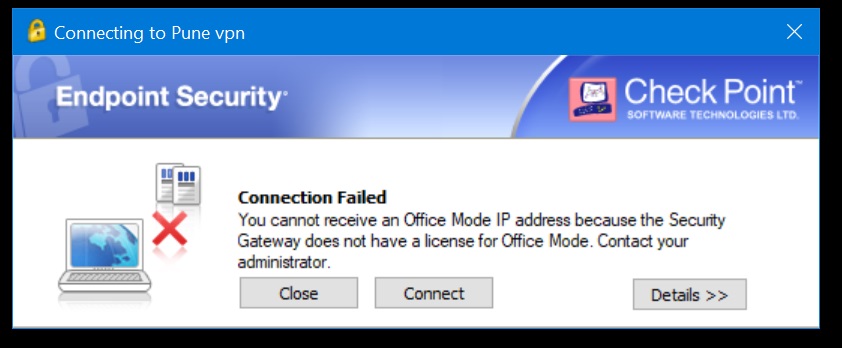 Connecting to Pune vpn
Endpoint Security
Check Point™
SOFTWARE TECHNOLOGIES LTD.
Connection Failed
You cannot receive an Office Mode IP address because the Security
Gateway does not have a license for Office Mode. Contact your
administrator.
Close Connect Details >>